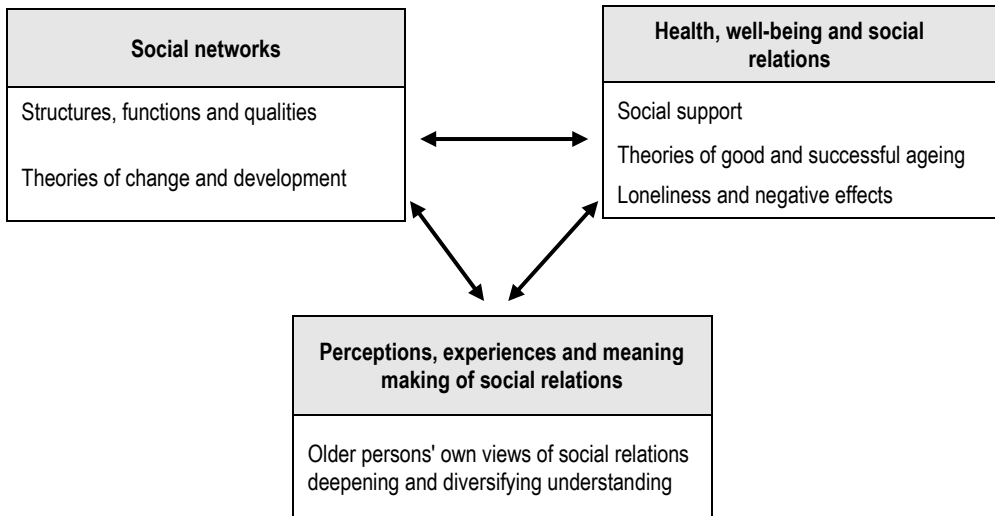 Social networks
Structures, functions and qualities
Theories of change and development
Health, well-being and social
relations
Social support
Theories of good and successful ageing
Loneliness and negative effects
Perceptions, experiences and meaning
making of social relations
Older persons' own views of social relations
deepening and diversifying understanding